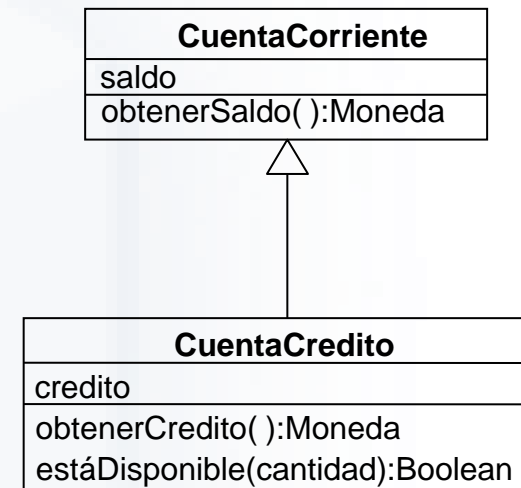 CuentaCorriente
saldo
obtenerSaldo( ):Moneda
CuentaCredito
credito
obtenerCredito( ):Moneda
estáDisponible(cantidad):Boolean